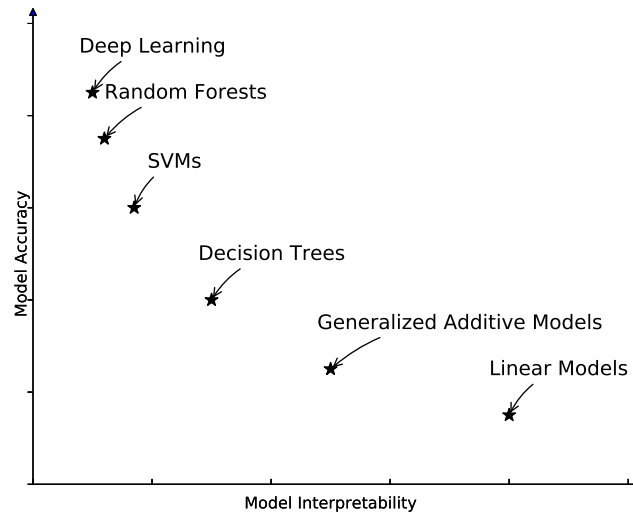 Deep Learning
Random Forests
SVMs
Model Accuracy
Decision Trees
Generalized Additive Models
Linear Models
Model Interpretability